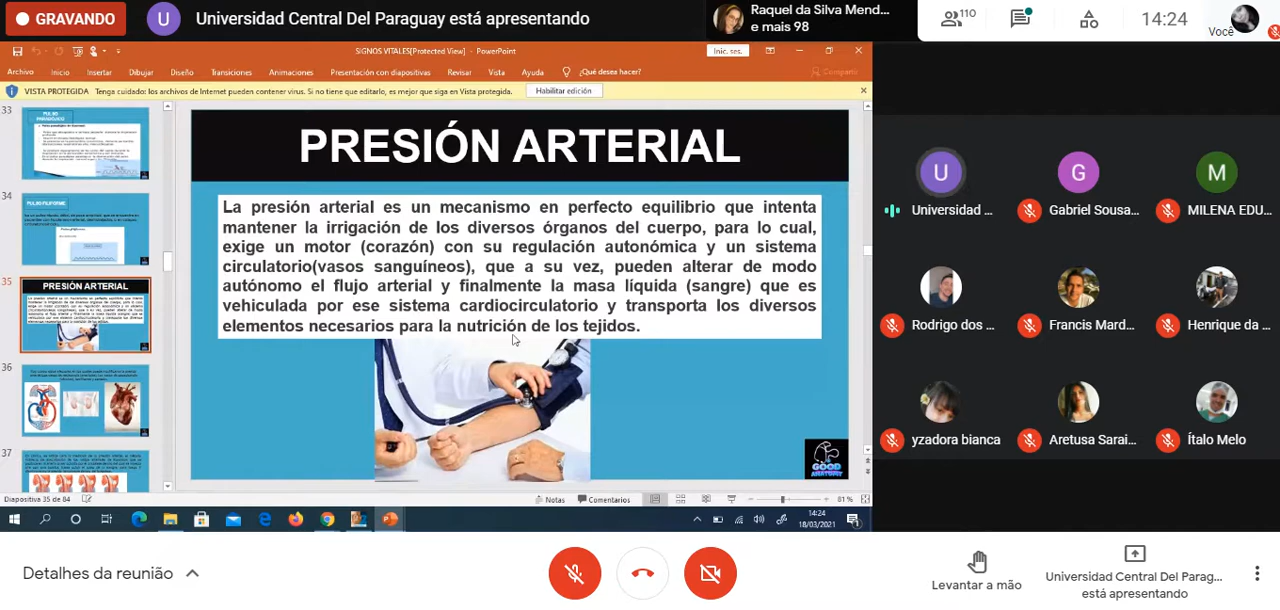 GRAVANDO
U
Universidad Central Del Paraguay está apresentando
Raquel da Silva Mend...
e mais 98
110
14:24
Você
SIGNOS VITALES[Protected View] - PowerPoint
Inic. ses.
Archivo
Inicio
Insertar
Dibujar
Diseño
Transiciones
Animaciones
Presentación con diapositivas
Revisar
Vista
Ayuda
¿Qué desea hacer?
Compartir
VISTA PROTEGIDA
Tenga cuidado: los archivos de Internet pueden contener virus. Si no tiene que editarlo, es mejor que siga en Vista protegida.
Habilitar edición
33
34
PULSO FILIFORME
35
PRESIÓN ARTERIAL
36
37
PRESIÓN ARTERIAL
La presión arterial es un mecanismo en perfecto equilibrio que intenta
mantener la irrigación de los diversos órganos del cuerpo, para lo cual,
exige un motor (corazón) con su regulación autonómica y un sistema
circulatorio(vasos sanguíneos), que a su vez, pueden alterar de modo
autónomo el flujo arterial y finalmente la masa líquida (sangre) que es
vehiculada por ese sistema cardiocirculatorio y transporta los diversos
elementos necesarios para la nutrición de los tejidos.
GOOD
ANATOMY
U
Universidad ...
G
Gabriel Sousa...
M
MILENA EDU...
Rodrigo dos ...
Francis Mard...
Henrique da ...
yzadora bianca
Aretusa Sarai...
Ítalo Melo
Diapositiva 35 de 84
Notas
Comentarios
81 %
14:24
18/03/2021
Detalhes da reunião
Levantar a mão
Universidad Central Del Parag...
está apresentando